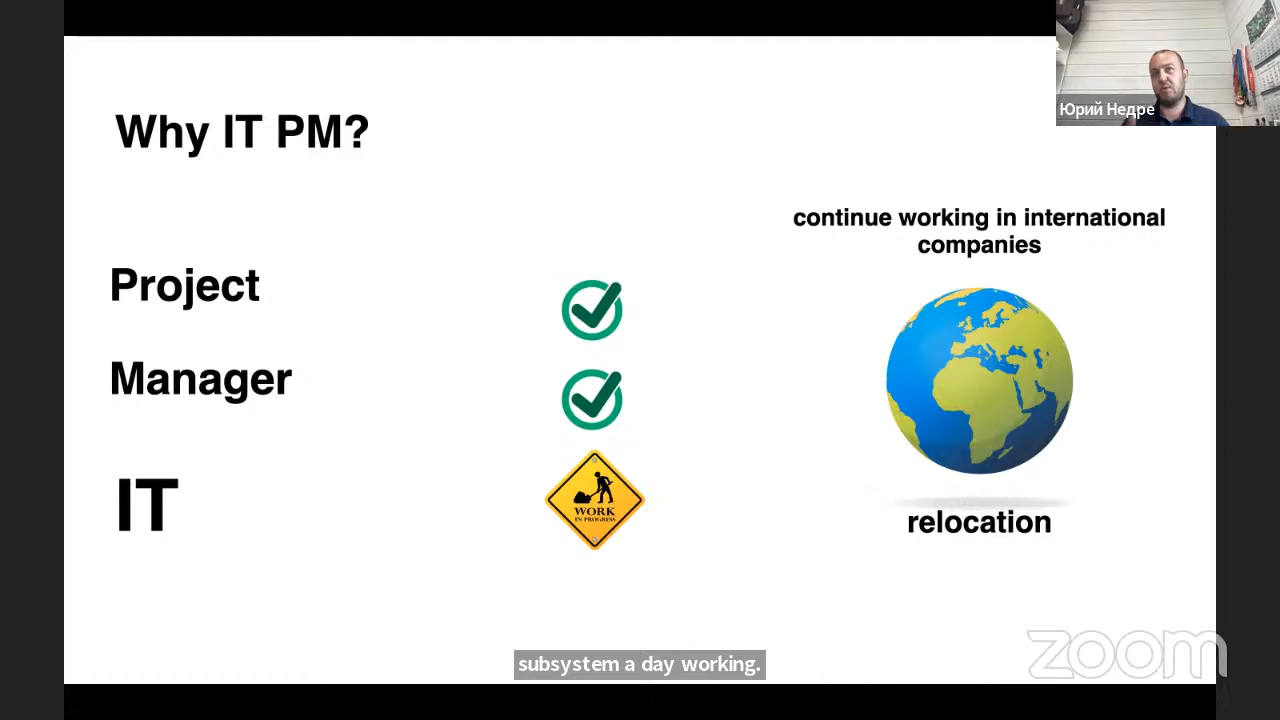 Why IT PM?
Юрий Недре
continue working in international
companies
Project
Manager
IT
WORK
IN PROGRESS
relocation
subsystem a day working.
zoom